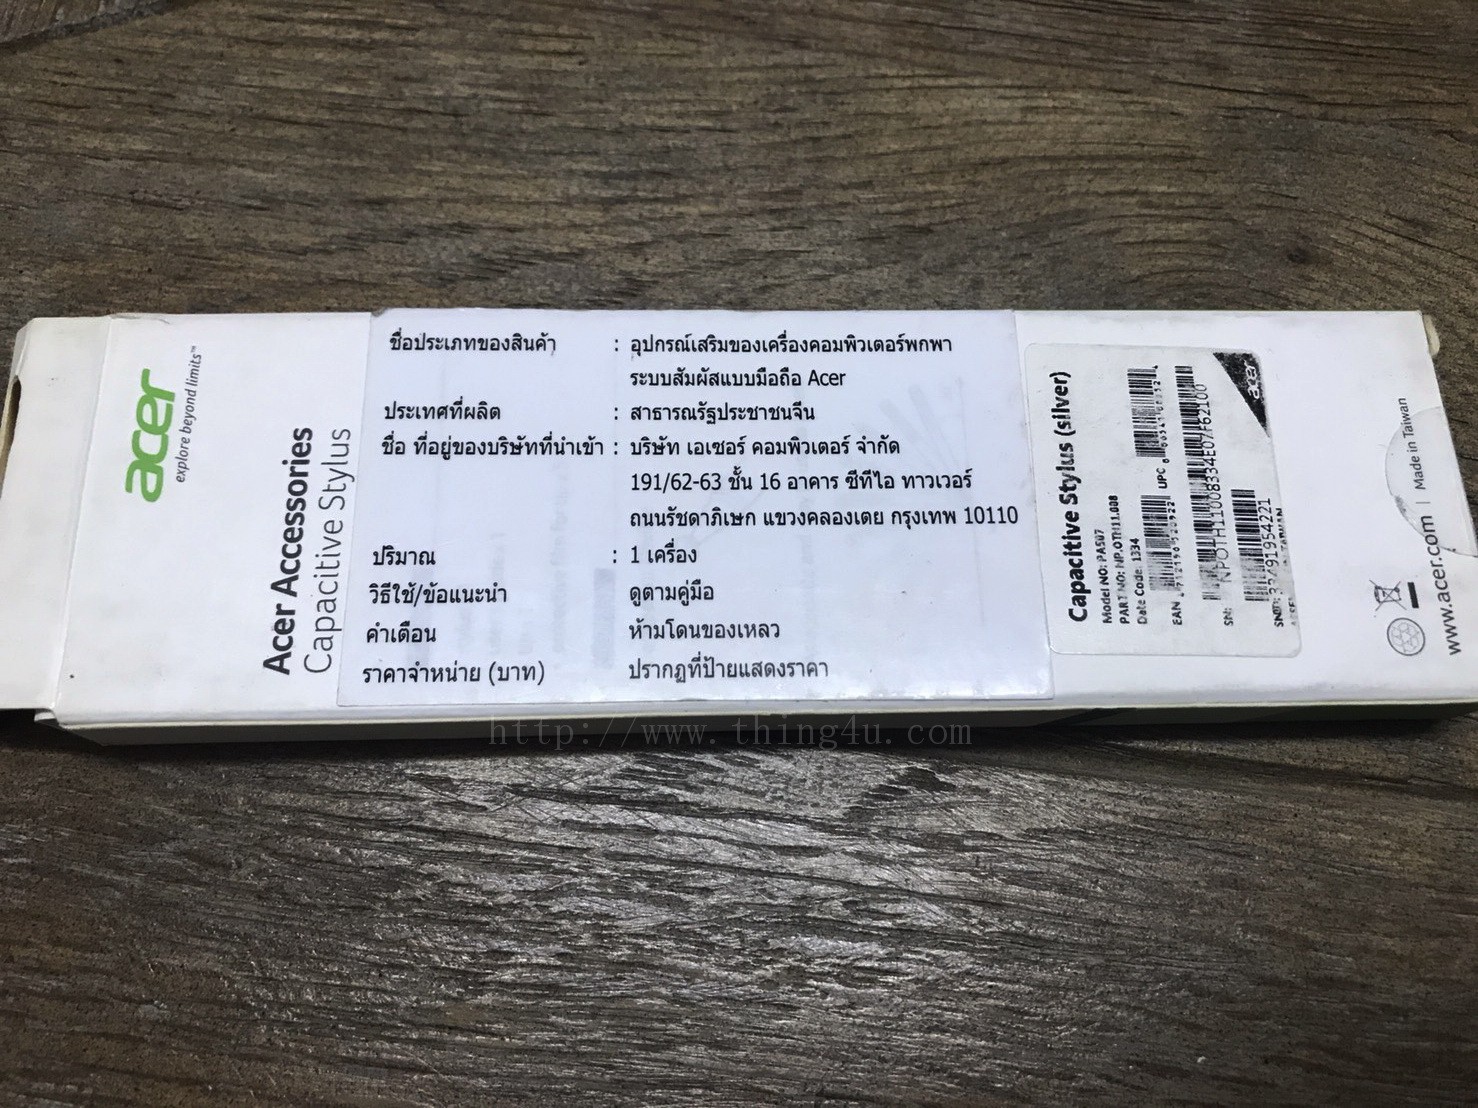 acer
explore beyond limits™
Acer Accessories
Capacitive Stylus
ชื่อประเภทของสินค้า : อุปกรณ์เสริมของเครื่องคอมพิวเตอร์พกพา
ระบบสัมผัสแบบมือถือ Acer
ประเทศที่ผลิต : สาธารณรัฐประชาชนจีน
ชื่อ ที่อยู่ของบริษัทที่นำเข้า : บริษัท เอเซอร์ คอมพิวเตอร์ จำกัด
191/62-63 ชั้น 16 อาคาร ซีทีไอ ทาวเวอร์
ถนนรัชดาภิเษก แขวงคลองเตย กรุงเทพ 10110
ปริมาณ : 1 เครื่อง
วิธีใช้/ข้อแนะนำ ดูตามคู่มือ
คำเตือน ห้ามโดนของเหลว
ราคาจำหน่าย (บาท) ปรากฏที่ป้ายแสดงราคา
Capacitive Stylus (silver)
acer
Model NO: PA507
PART NO: NP.OTH11.008
Date Code: 1334
UPC
EAN
SN: NPOTH11008334E07F62100
SNID: 33491954221
www.acer.com | Made in Taiwan
http://www.thing4u.com